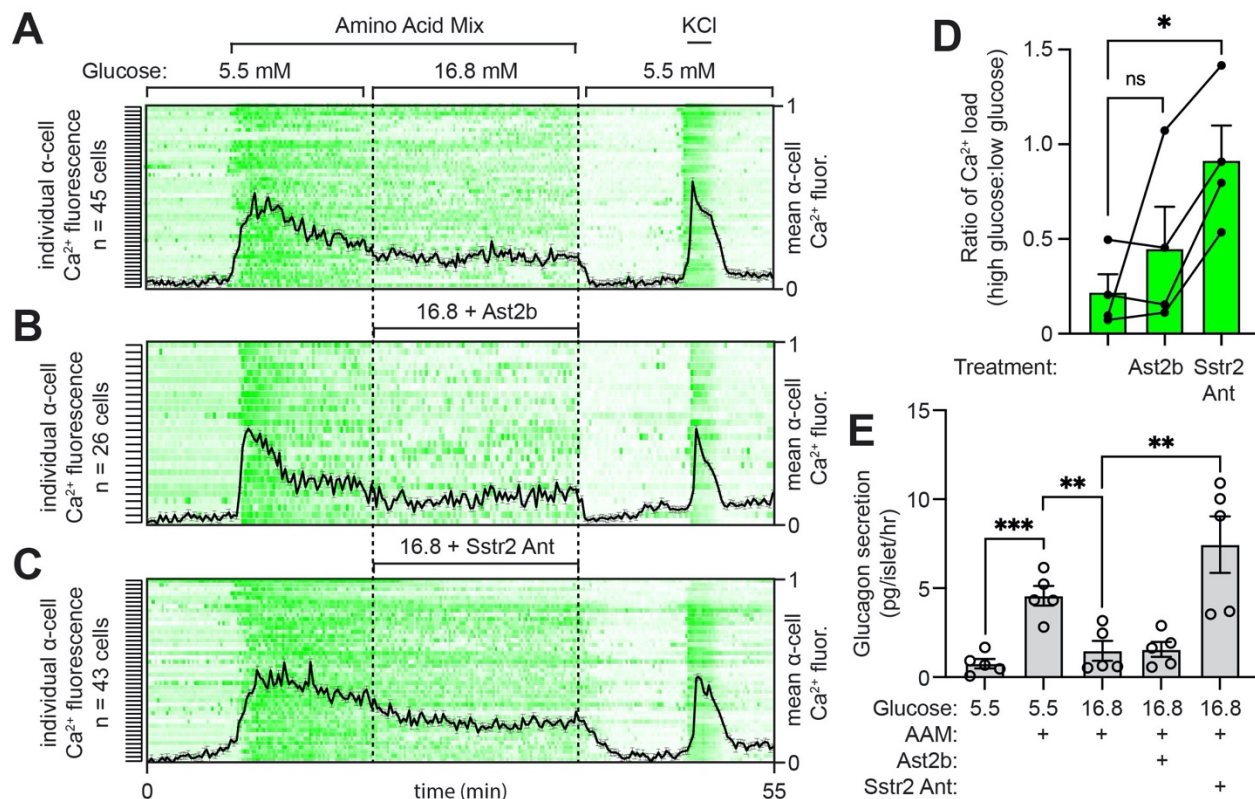 A
Amino Acid Mix
KCl
Glucose:
5.5 mM
16.8 mM
5.5 mM
individual α-cell
Ca²⁺ fluorescence
n = 45 cells
1
mean α-cell
Ca²⁺ fluor.
0
B
16.8 + Ast2b
individual α-cell
Ca²⁺ fluorescence
n = 26 cells
1
mean α-cell
Ca²⁺ fluor.
0
C
16.8 + Sstr2 Ant
individual α-cell
Ca²⁺ fluorescence
n = 43 cells
1
mean α-cell
Ca²⁺ fluor.
0
0
time (min)
55
D
Ratio of Ca²⁺ load
(high glucose:low glucose)
1.5
1.0
0.5
0
*
ns
Treatment:
Ast2b
Sstr2
Ant
E
Glucagon secretion
(pg/islet/hr)
15
10
5
0
***
**
**
Glucose: 5.5 5.5 16.8 16.8 16.8
AAM: + + + +
Ast2b: +
Sstr2 Ant: +